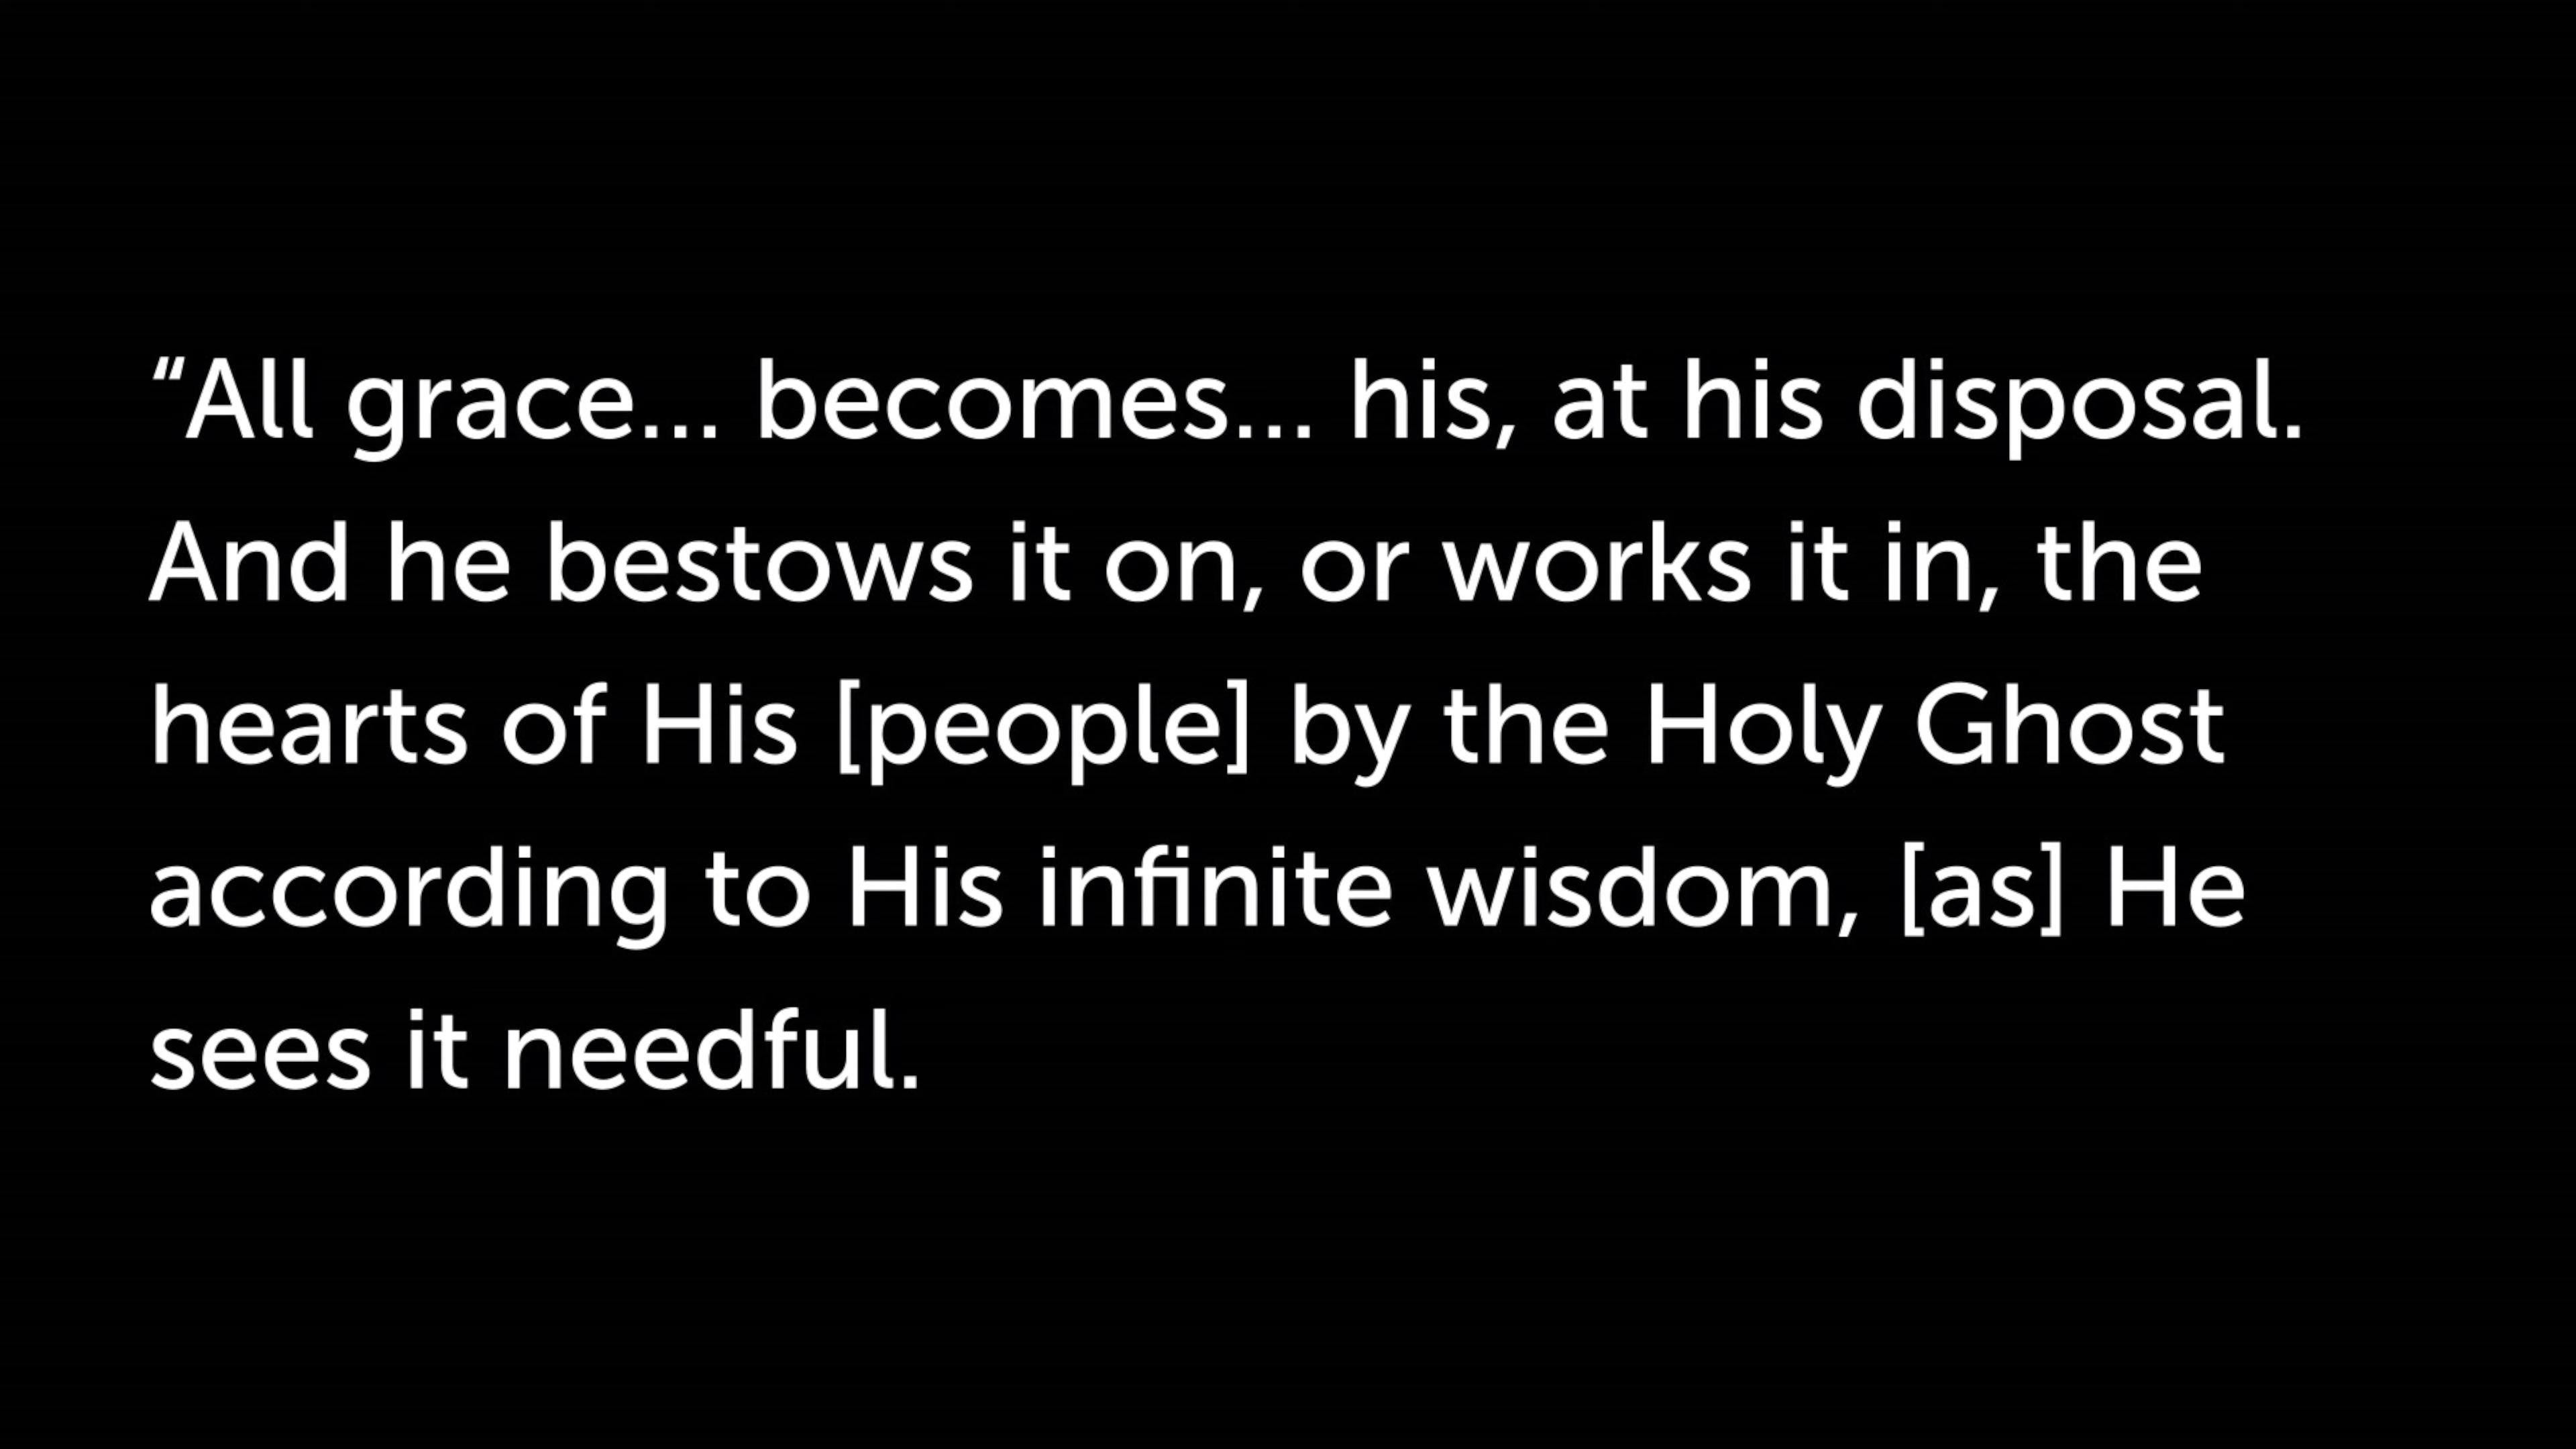 “All grace... becomes... his, at his disposal.
And he bestows it on, or works it in, the
hearts of His [people] by the Holy Ghost
according to His infinite wisdom, [as] He
sees it needful.